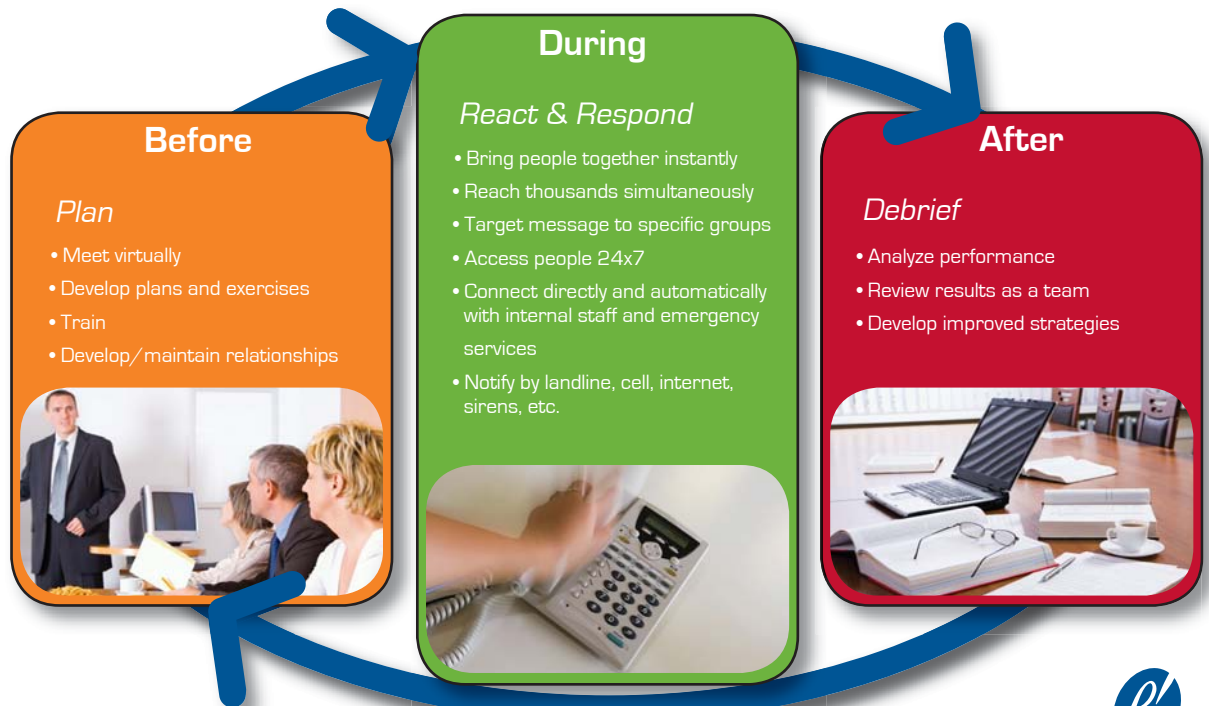 Before
Plan
• Meet virtually
• Develop plans and exercises
• Train
• Develop/maintain relationships
During
React & Respond
• Bring people together instantly
• Reach thousands simultaneously
• Target message to specific groups
• Access people 24x7
• Connect directly and automatically
with internal staff and emergency
services
• Notify by landline, cell, internet,
sirens, etc.
After
Debrief
• Analyze performance
• Review results as a team
• Develop improved strategies